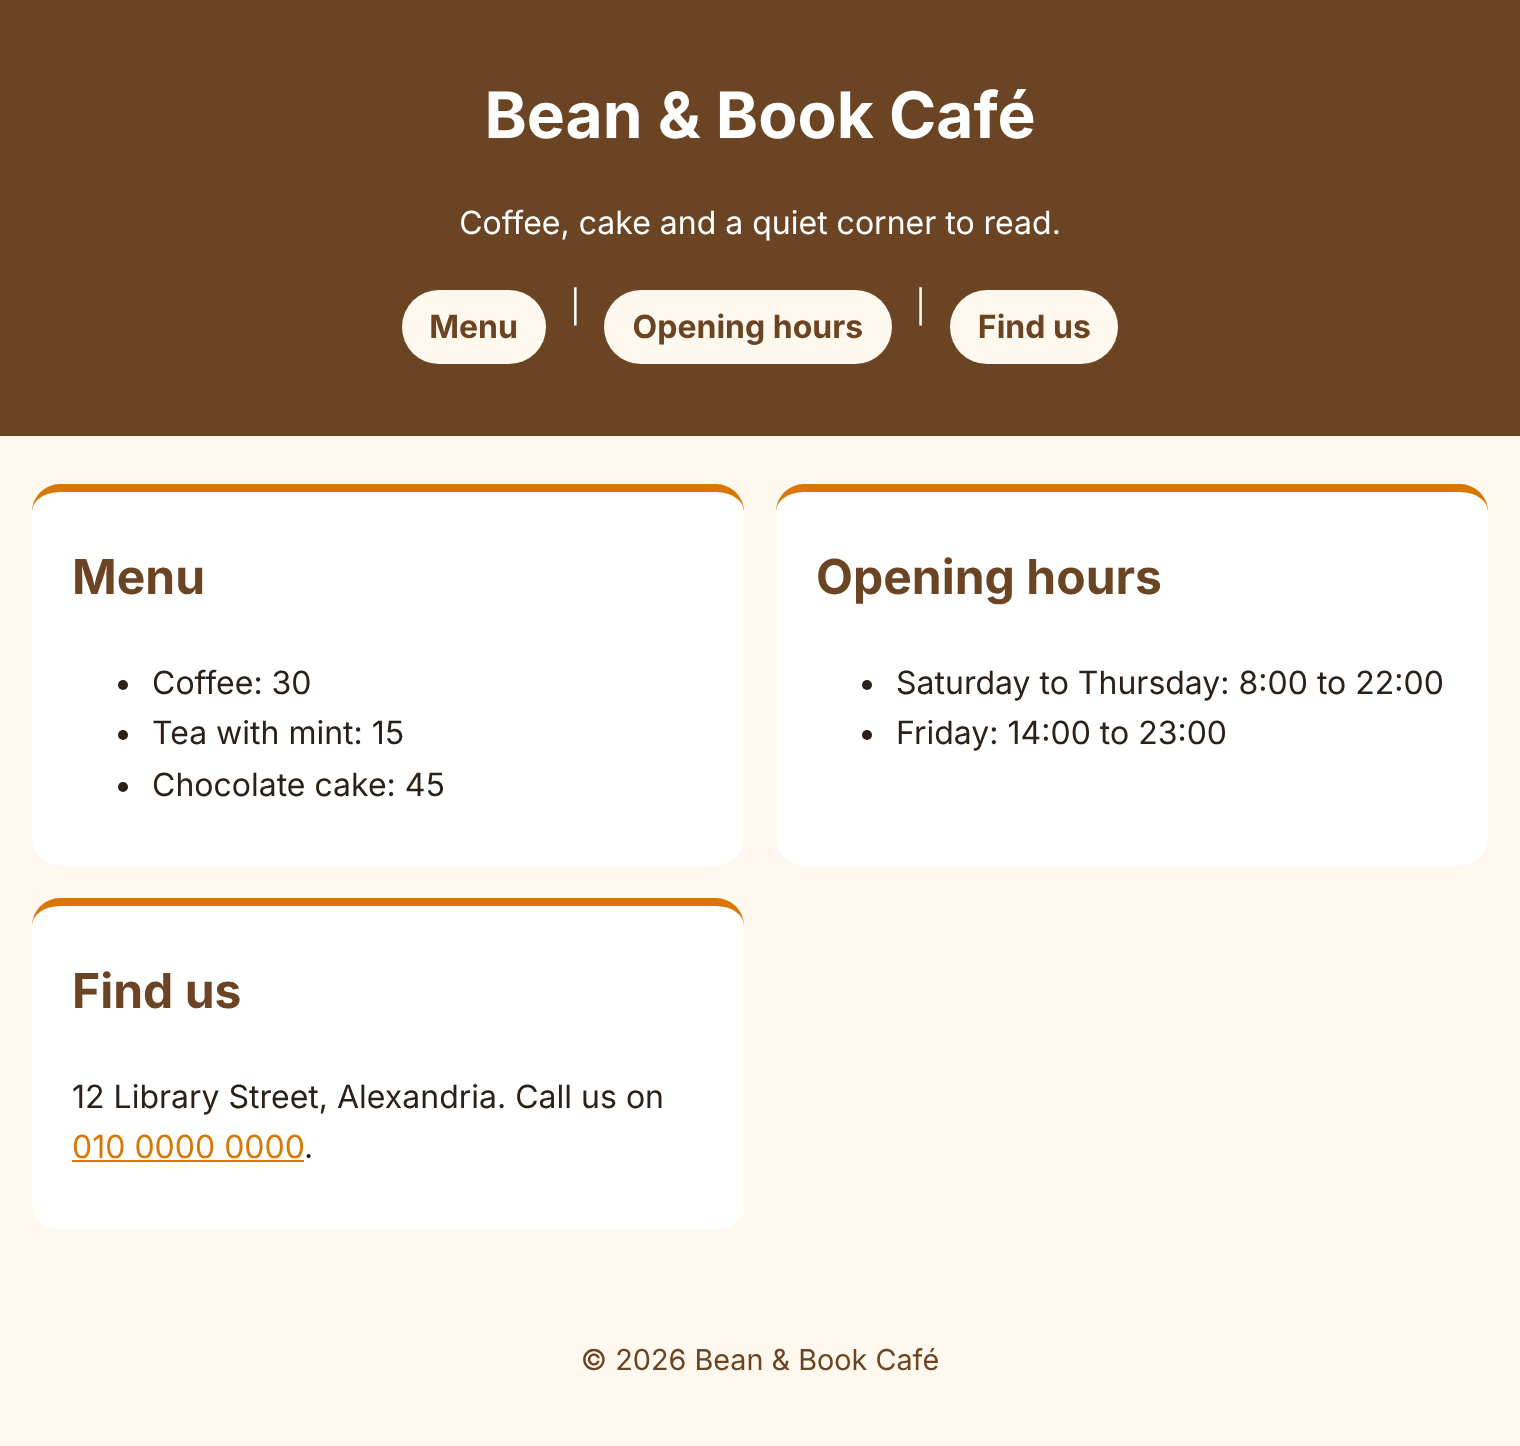 Bean & Book Café
Coffee, cake and a quiet corner to read.
Menu | Opening hours | Find us
Menu
• Coffee: 30
• Tea with mint: 15
• Chocolate cake: 45
Opening hours
• Saturday to Thursday: 8:00 to 22:00
• Friday: 14:00 to 23:00
Find us
12 Library Street, Alexandria. Call us on
010 0000 0000.
© 2026 Bean & Book Café